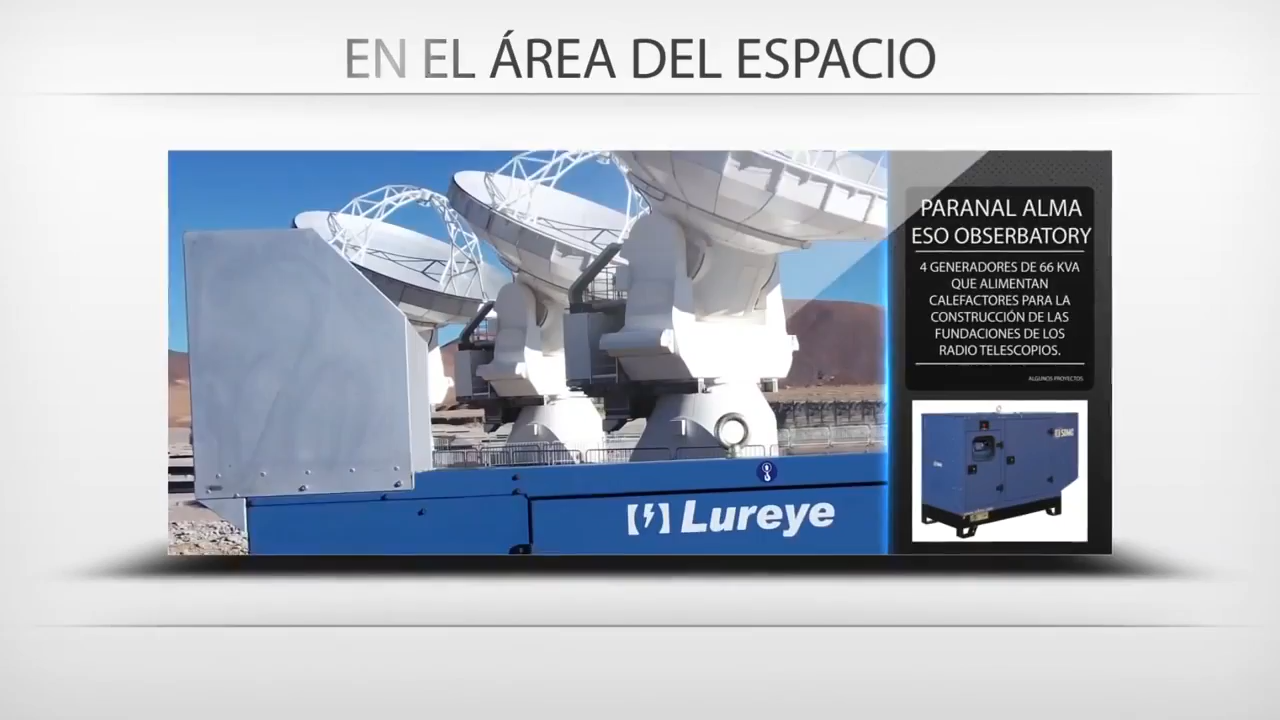 EN EL ÁREA DEL ESPACIO
PARANAL ALMA
ESO OBSERBATORY
4 GENERADORES DE 66 KVA
QUE ALIMENTAN
CALEFACTORES PARA LA
CONSTRUCCIÓN DE LAS
FUNDACIONES DE LOS
RADIO TELESCOPIOS.
ALGUNOS PROYECTOS
SDMO
Lureye